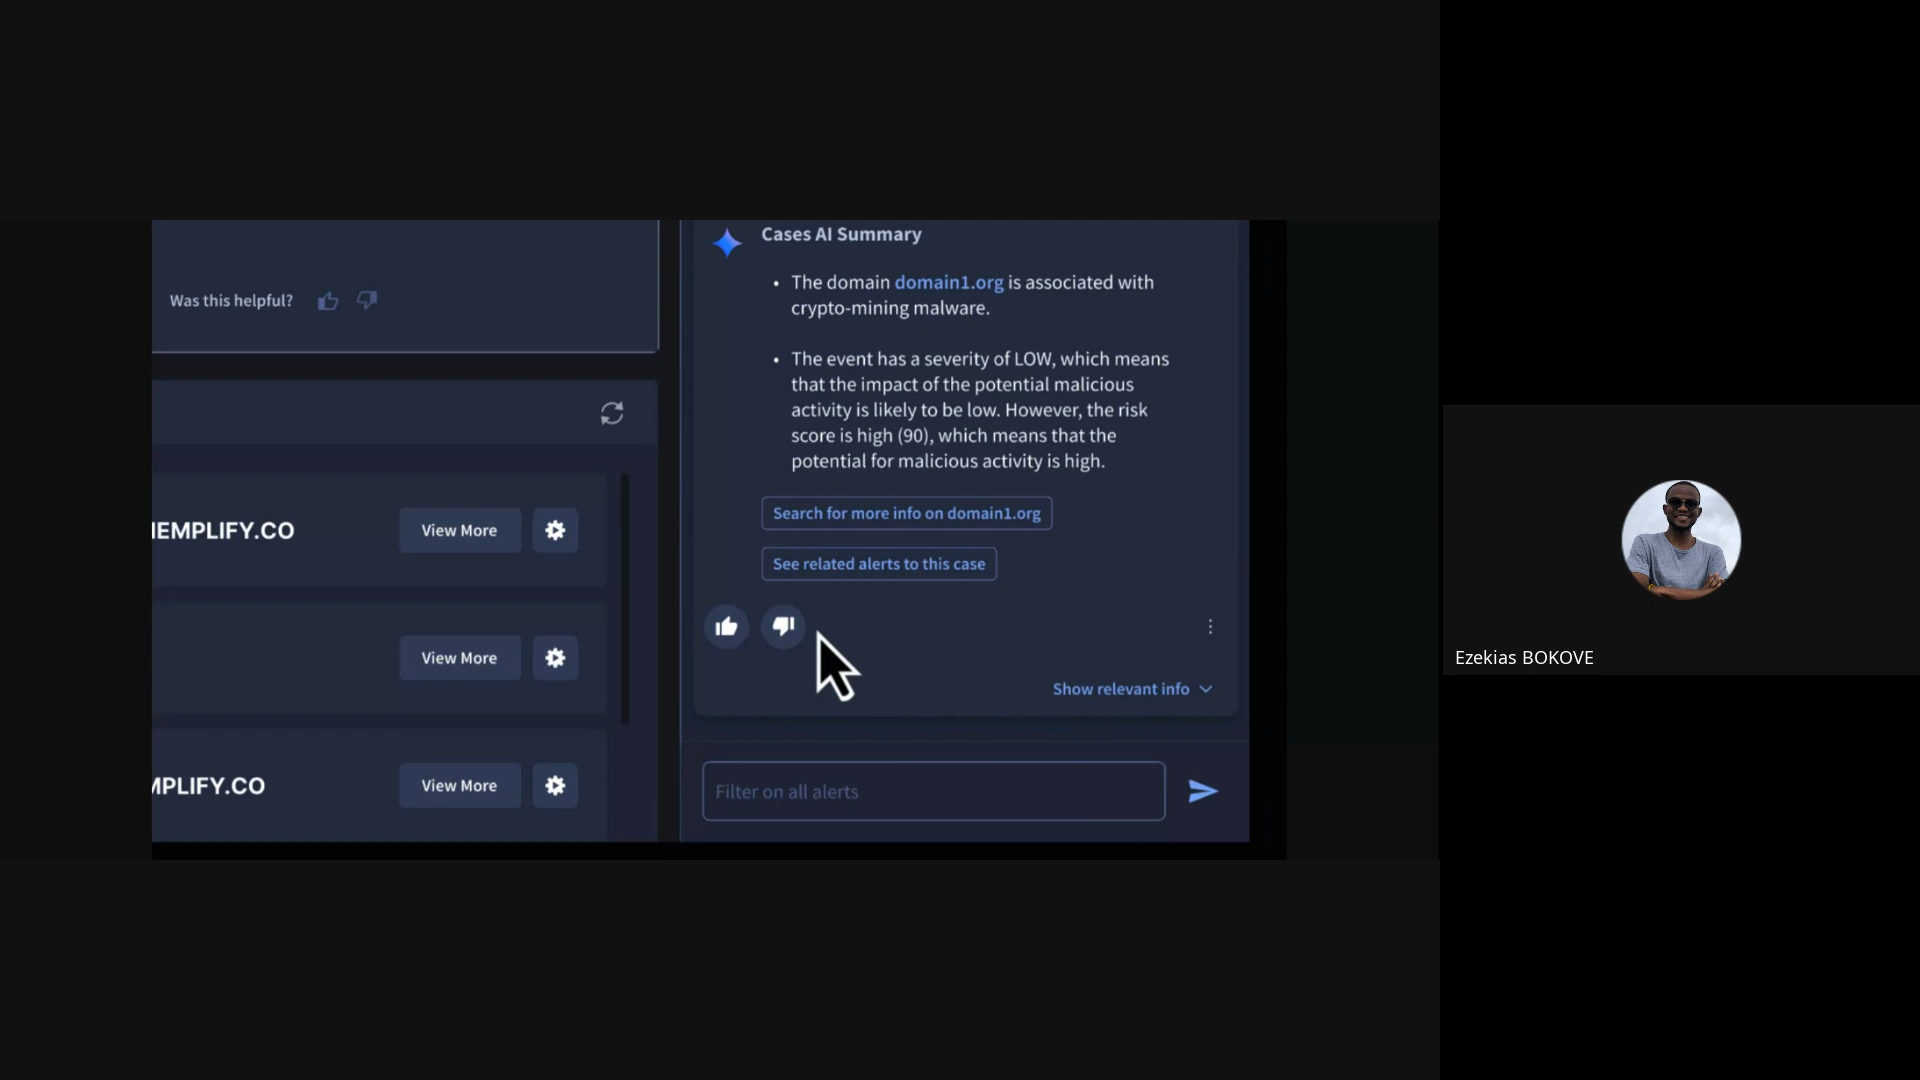 Cases AI Summary
• The domain domain1.org is associated with
crypto-mining malware.
Was this helpful?
• The event has a severity of LOW, which means
that the impact of the potential malicious
activity is likely to be low. However, the risk
score is high (90), which means that the
potential for malicious activity is high.
Search for more info on domain1.org
See related alerts to this case
Show relevant info
Filter on all alerts
IEMPLIFY.CO
View More
View More
MPLIFY.CO
View More
Ezekias BOKOVE